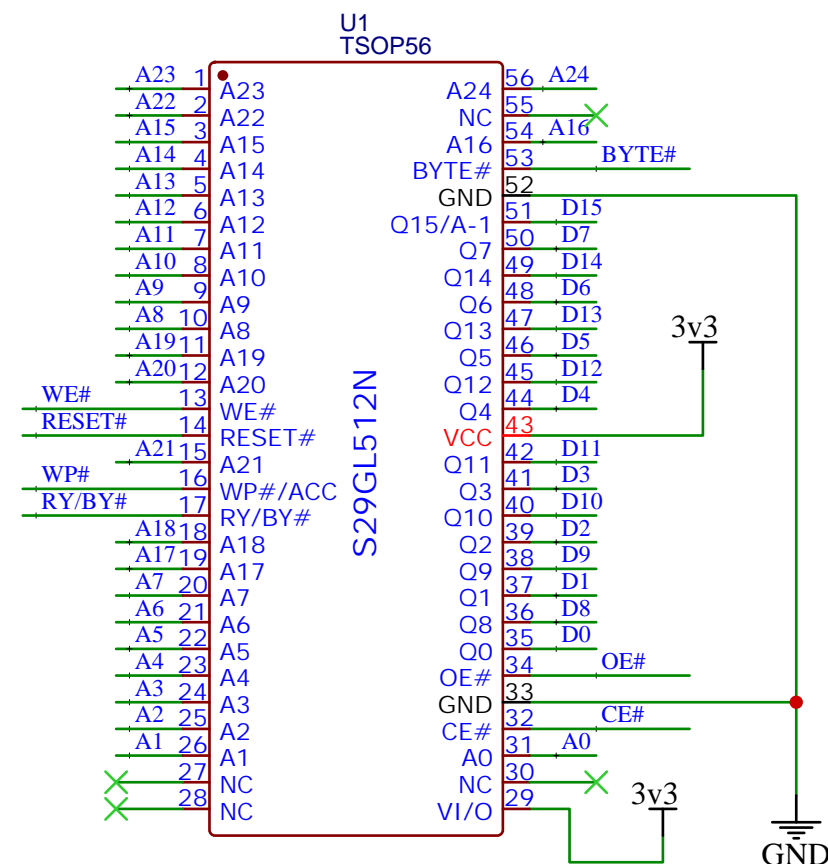 U1
TSOP56
A23 1 A23 A24 56 A24
A22 2 A22 NC 55
A15 3 A15 A16 54 A16
A14 4 A14 BYTE# 53 BYTE#
A13 5 A13 GND 52
A12 6 A12 Q15/A-1 51 D15
A11 7 A11 Q7 50 D7
A10 8 A10 Q14 49 D14
A9 9 A9 Q6 48 D6
A8 10 A8 Q13 47 D13
3v3
A19 11 A19 Q5 46 D5
A20 12 A20 Q12 45 D12
WE# 13 WE# Q4 44 D4
RESET# 14 RESET# VCC 43
A21 15 A21 Q11 42 D11
WP# 16 WP#/ACC Q3 41 D3
RY/BY# 17 RY/BY# Q10 40 D10
S29GL512N
A18 18 A18 Q2 39 D2
A17 19 A17 Q9 38 D9
A7 20 A7 Q1 37 D1
A6 21 A6 Q8 36 D8
A5 22 A5 Q0 35 D0
A4 23 A4 OE# 34 OE#
A3 24 A3 GND 33
A2 25 A2 CE# 32 CE#
A1 26 A1 A0 31 A0
27 NC NC 30
28 NC VI/O 29
3v3
GND